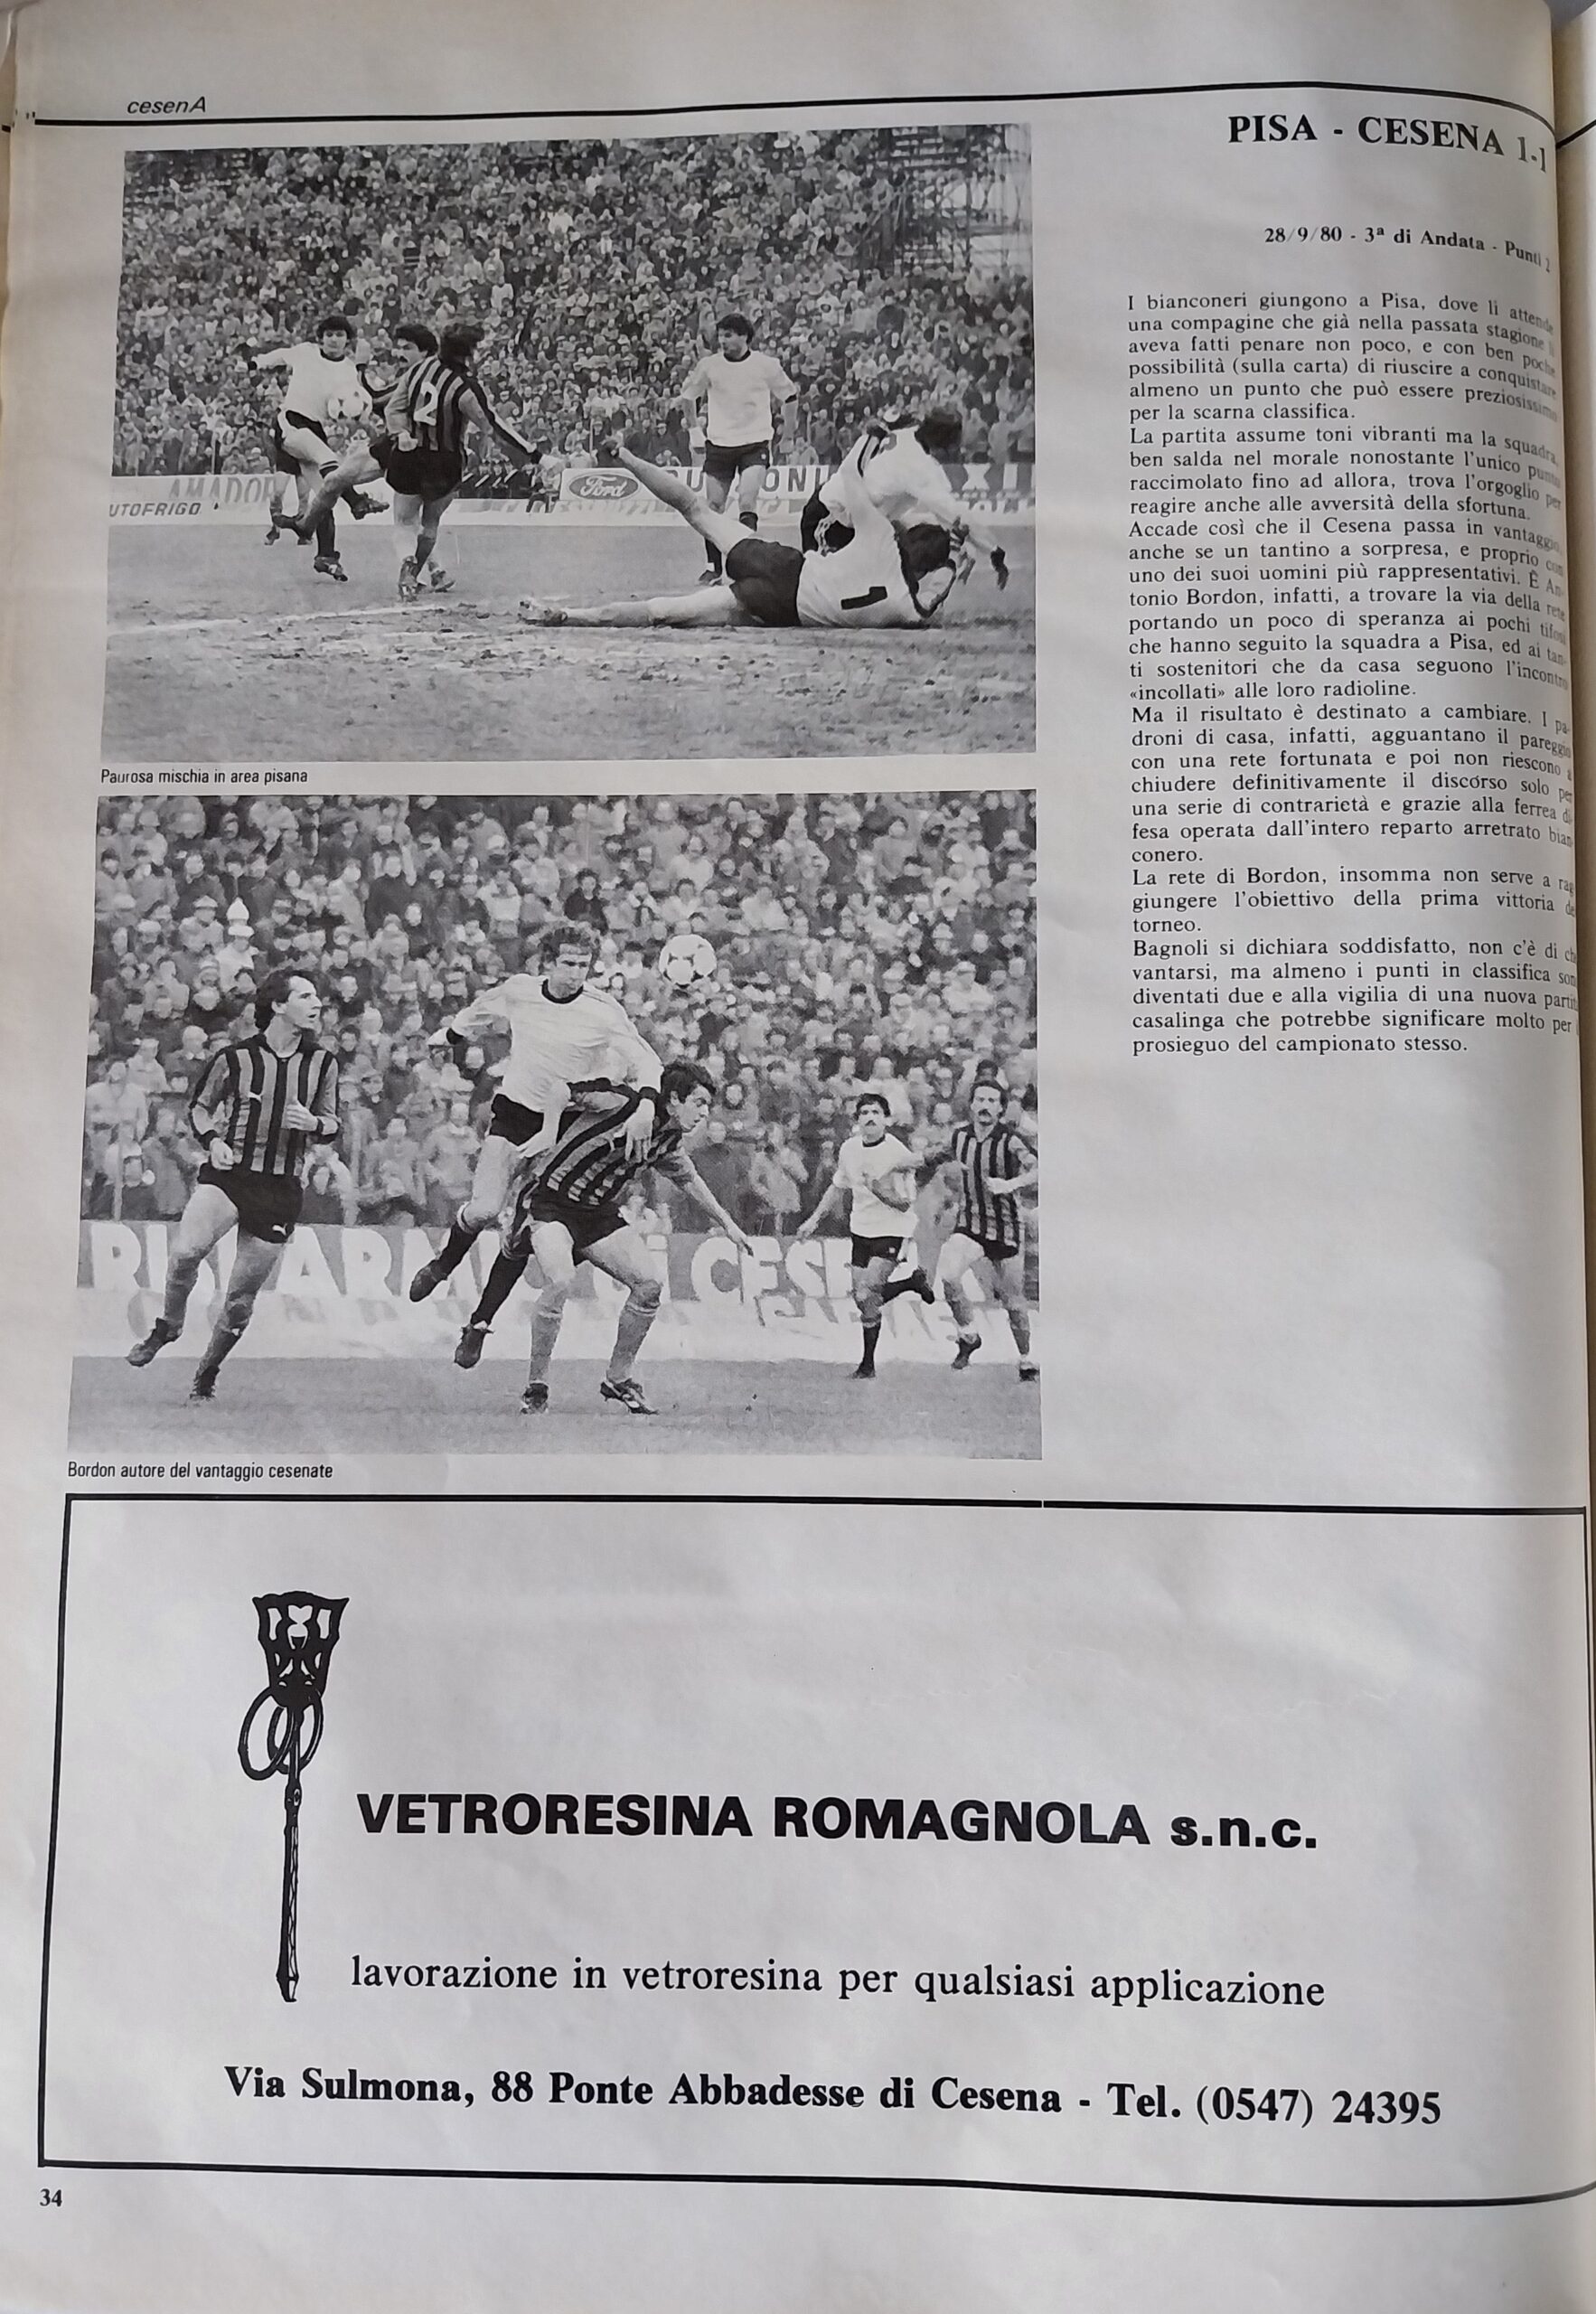 cesenA
PISA - CESENA 1-1
28/9/80 - 3ª di Andata - Punti 2
I bianconeri giungono a Pisa, dove li attende
una compagine che già nella passata stagione li
aveva fatti penare non poco, e con ben poche
possibilità (sulla carta) di riuscire a conquistare
almeno un punto che può essere preziosissimo
per la scarna classifica.
La partita assume toni vibranti ma la squadra,
ben salda nel morale nonostante l'unico punto
raccimolato fino ad allora, trova l'orgoglio per
reagire anche alle avversità della sfortuna.
Accade così che il Cesena passa in vantaggio,
anche se un tantino a sorpresa, e proprio con
uno dei suoi uomini più rappresentativi. È An-
tonio Bordon, infatti, a trovare la via della rete
portando un poco di speranza ai pochi tifosi
che hanno seguito la squadra a Pisa, ed ai tan-
ti sostenitori che da casa seguono l'incontro
«incollati» alle loro radioline.
Ma il risultato è destinato a cambiare. I pa-
droni di casa, infatti, agguantano il pareggio
con una rete fortunata e poi non riescono a
chiudere definitivamente il discorso solo per
una serie di contrarietà e grazie alla ferrea di-
fesa operata dall'intero reparto arretrato bian
conero.
La rete di Bordon, insomma non serve a rag
giungere l'obiettivo della prima vittoria de
torneo.
Bagnoli si dichiara soddisfatto, non c'è di ch
vantarsi, ma almeno i punti in classifica son
diventati due e alla vigilia di una nuova parti
casalinga che potrebbe significare molto per
prosieguo del campionato stesso.
AMADOR
UTOFRIGO
Ford
2
1
Paurosa mischia in area pisana
RISPARMIO di CESENA
Bordon autore del vantaggio cesenate
VETRORESINA ROMAGNOLA s.n.c.
lavorazione in vetroresina per qualsiasi applicazione
Via Sulmona, 88 Ponte Abbadesse di Cesena - Tel. (0547) 24395
34